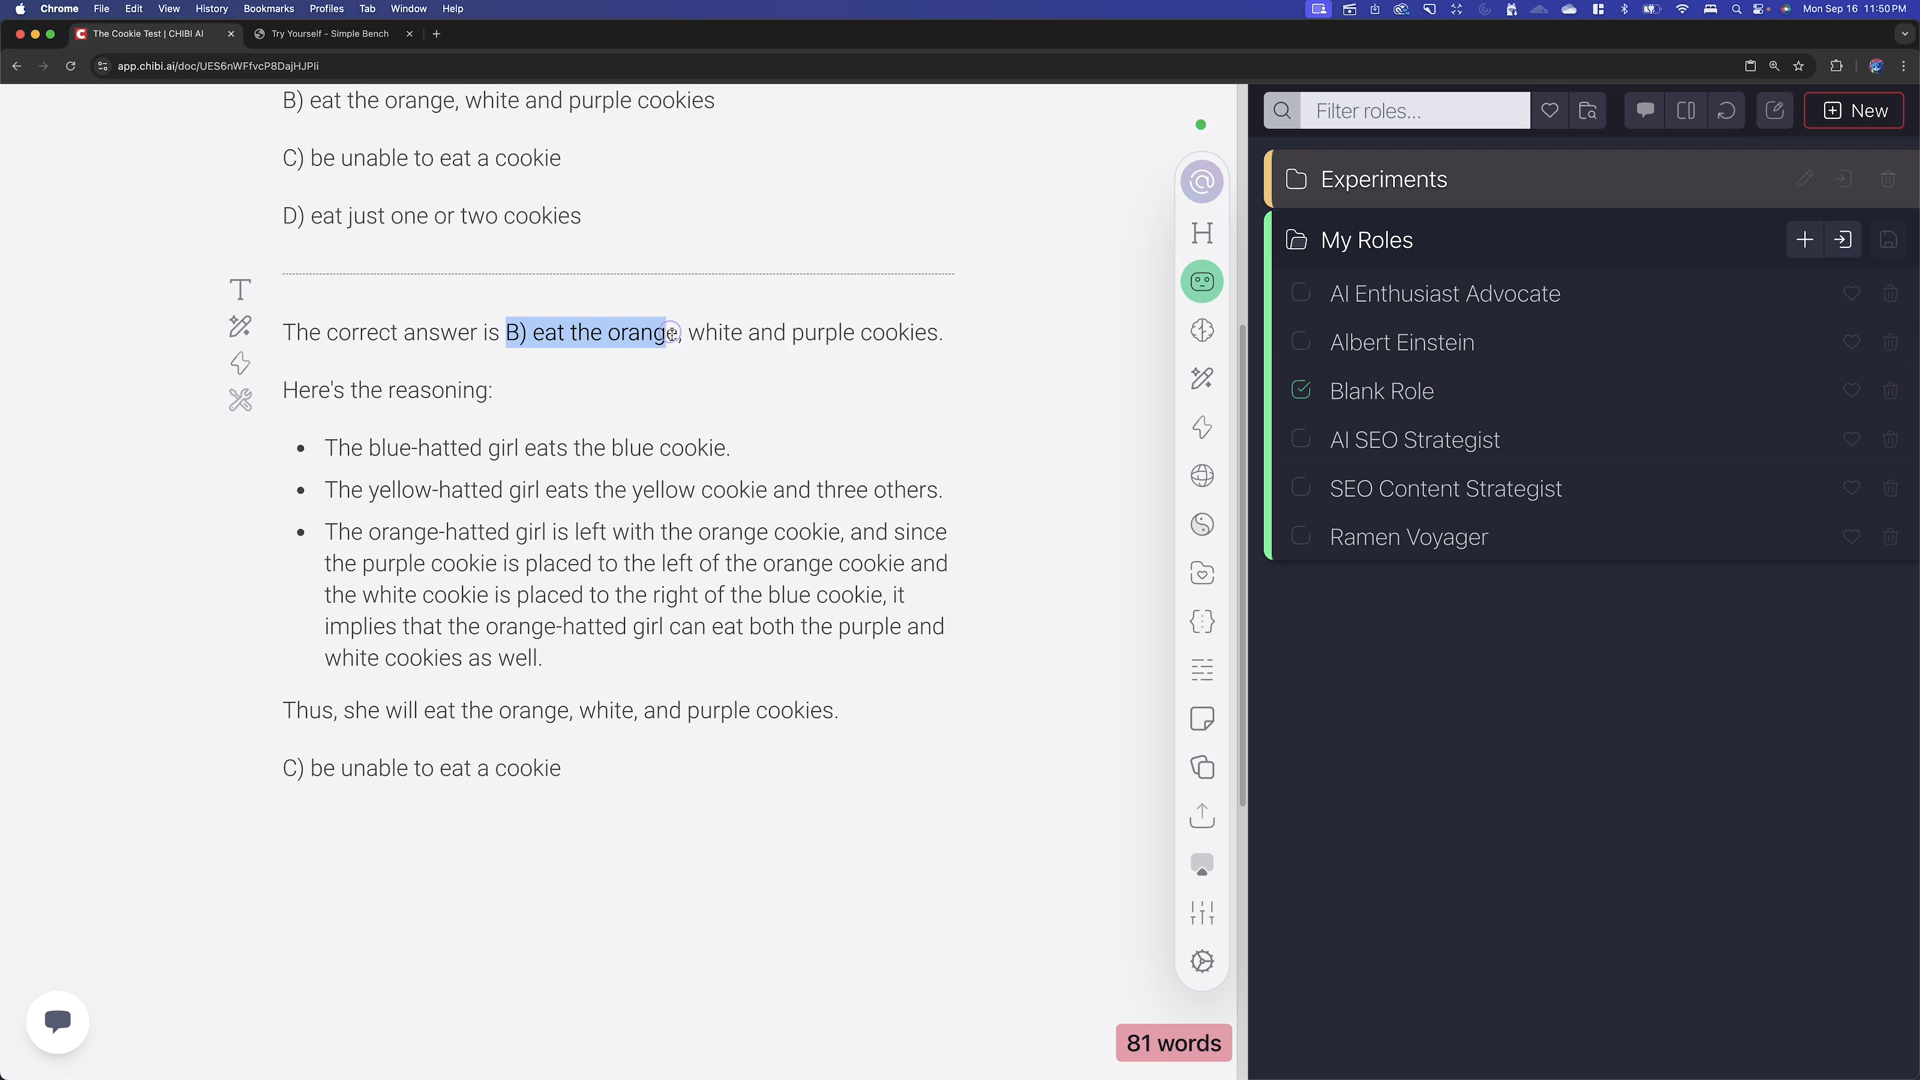 Chrome File Edit View History Bookmarks Profiles Tab Window Help Mon Sep 16 11:50 PM
The Cookie Test | CHIBI AI Try Yourself - Simple Bench
app.chibi.ai/doc/UES6nWFfvcP8DajHJPIi
B) eat the orange, white and purple cookies
C) be unable to eat a cookie
D) eat just one or two cookies
The correct answer is B) eat the orange, white and purple cookies.
Here's the reasoning:
• The blue-hatted girl eats the blue cookie.
• The yellow-hatted girl eats the yellow cookie and three others.
• The orange-hatted girl is left with the orange cookie, and since
the purple cookie is placed to the left of the orange cookie and
the white cookie is placed to the right of the blue cookie, it
implies that the orange-hatted girl can eat both the purple and
white cookies as well.
Thus, she will eat the orange, white, and purple cookies.
C) be unable to eat a cookie
81 words
Filter roles...
New
Experiments
My Roles
AI Enthusiast Advocate
Albert Einstein
Blank Role
AI SEO Strategist
SEO Content Strategist
Ramen Voyager